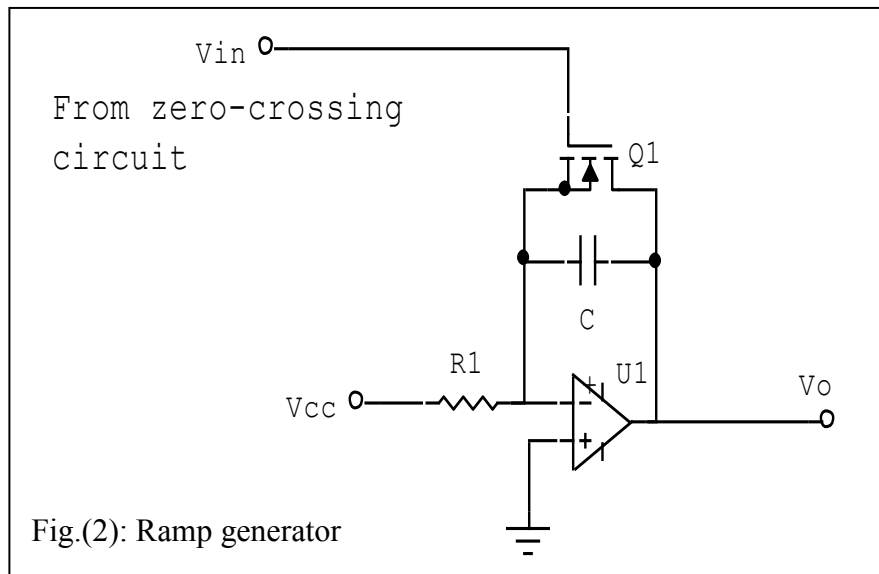 Vin
From zero-crossing
circuit
Q1
C
R1
U1
Vcc
Vo
+
-
+
Fig.(2): Ramp generator